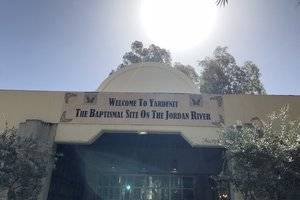 Welcome To Yardenit
The Baptismal Site On The Jordan River